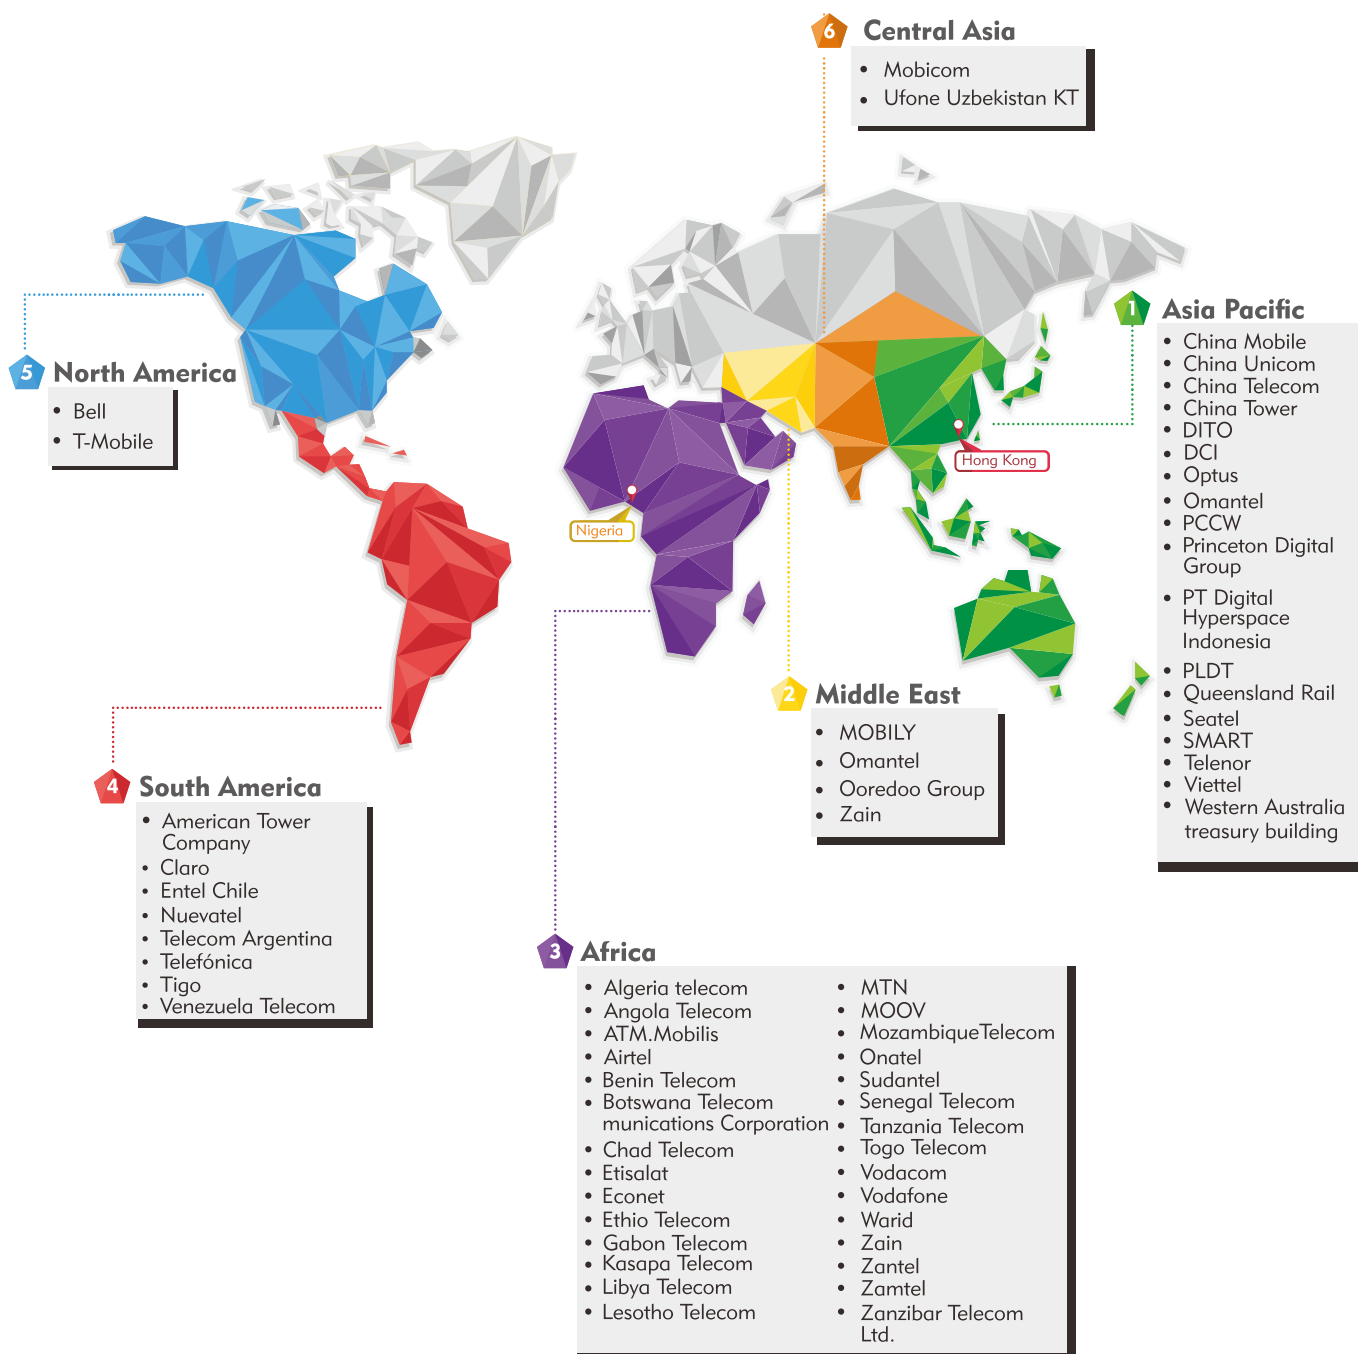 6
Central Asia
• Mobicom
• Ufone Uzbekistan KT
1
Asia Pacific
• China Mobile
• China Unicom
• China Telecom
• China Tower
• DITO
• DCI
• Optus
• Omantel
• PCCW
• Princeton Digital
Group
• PT Digital
Hyperspace
Indonesia
• PLDT
• Queensland Rail
• Seatel
• SMART
• Telenor
• Viettel
• Western Australia
treasury building
5
North America
• Bell
• T-Mobile
Hong Kong
Nigeria
2
Middle East
• MOBILY
• Omantel
• Ooredoo Group
• Zain
4
South America
• American Tower
Company
• Claro
• Entel Chile
• Nuevatel
• Telecom Argentina
• Telefónica
• Tigo
• Venezuela Telecom
3
Africa
• Algeria telecom
• Angola Telecom
• ATM.Mobilis
• Airtel
• Benin Telecom
• Botswana Telecom
munications Corporation
• Chad Telecom
• Etisalat
• Econet
• Ethio Telecom
• Gabon Telecom
• Kasapa Telecom
• Libya Telecom
• Lesotho Telecom
• MTN
• MOOV
• MozambiqueTelecom
• Onatel
• Sudantel
• Senegal Telecom
• Tanzania Telecom
• Togo Telecom
• Vodacom
• Vodafone
• Warid
• Zain
• Zantel
• Zamtel
• Zanzibar Telecom
Ltd.